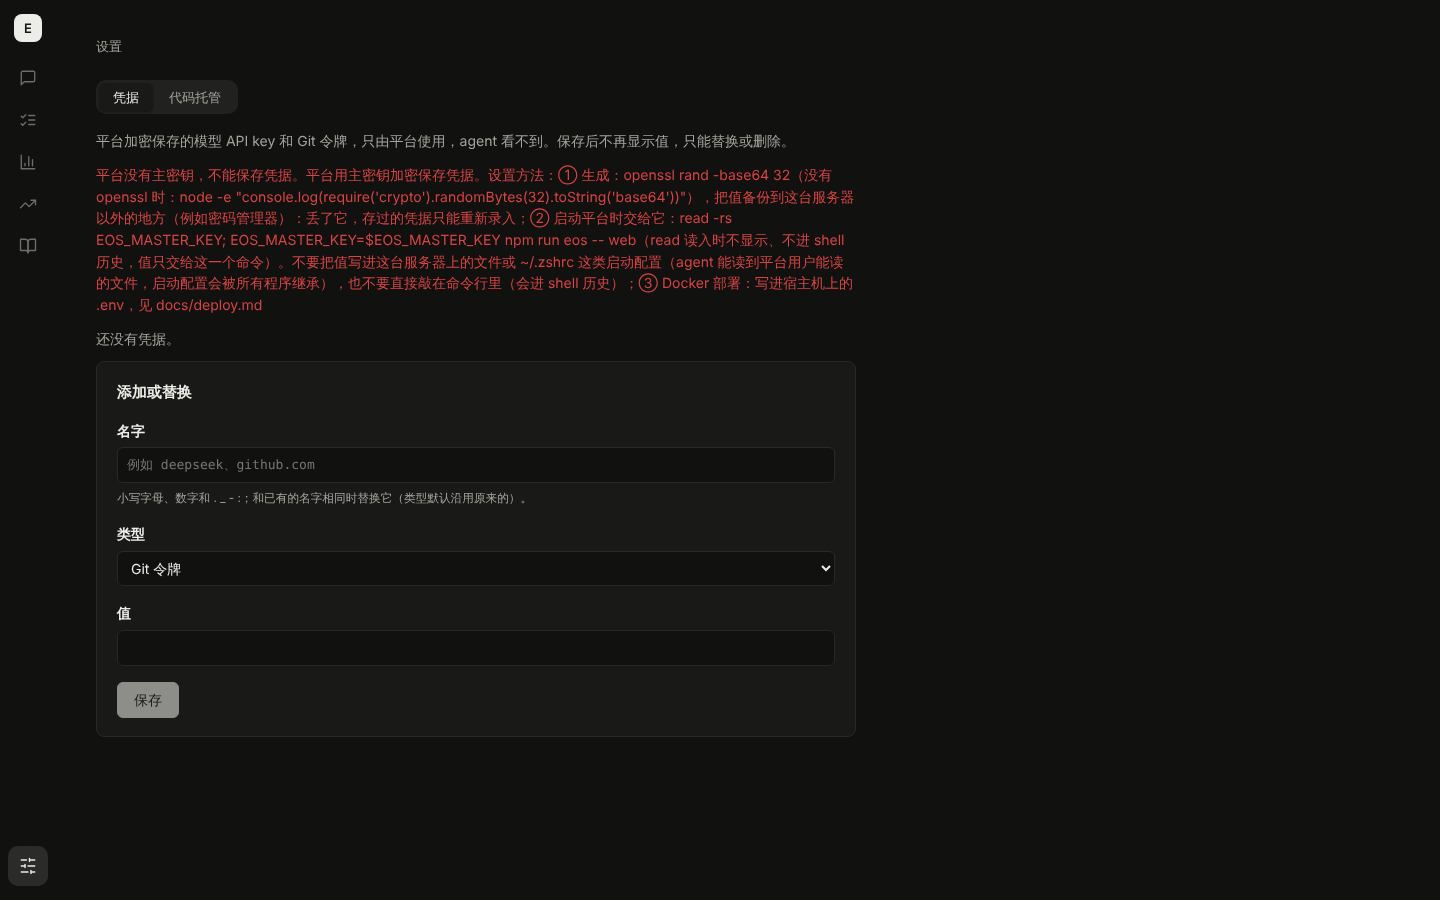 E
设置
凭据
代码托管
平台加密保存的模型 API key 和 Git 令牌，只由平台使用，agent 看不到。保存后不再显示值，只能替换或删除。
平台没有主密钥，不能保存凭据。平台用主密钥加密保存凭据。设置方法：① 生成：openssl rand -base64 32（没有
openssl 时：node -e "console.log(require('crypto').randomBytes(32).toString('base64'))"），把值备份到这台服务器
以外的地方（例如密码管理器）：丢了它，存过的凭据只能重新录入；② 启动平台时交给它：read -rs
EOS_MASTER_KEY; EOS_MASTER_KEY=$EOS_MASTER_KEY npm run eos -- web（read 读入时不显示、不进 shell
历史，值只交给这一个命令）。不要把值写进这台服务器上的文件或 ~/.zshrc 这类启动配置（agent 能读到平台用户能读
的文件，启动配置会被所有程序继承），也不要直接敲在命令行里（会进 shell 历史）；③ Docker 部署：写进宿主机上的
.env，见 docs/deploy.md
还没有凭据。
添加或替换
名字
例如 deepseek、github.com
小写字母、数字和 . _ - :；和已有的名字相同时替换它（类型默认沿用原来的）。
类型
Git 令牌
值
保存